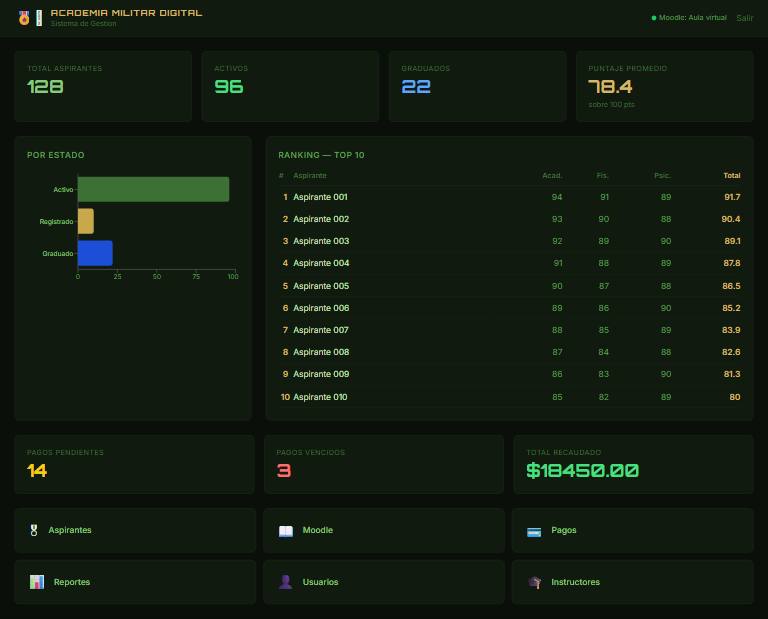 ACADEMIA MILITAR DIGITAL
Sistema de Gestion
Moodle: Aula virtual Salir
TOTAL ASPIRANTES
128
ACTIVOS
96
GRADUADOS
22
PUNTAJE PROMEDIO
78.4
sobre 100 pts
POR ESTADO
Activo
Registrado
Graduado
0 25 50 75 100
RANKING — TOP 10
# Aspirante Acad. Fís. Psic. Total
1 Aspirante 001 94 91 89 91.7
2 Aspirante 002 93 90 88 90.4
3 Aspirante 003 92 89 90 89.1
4 Aspirante 004 91 88 89 87.8
5 Aspirante 005 90 87 88 86.5
6 Aspirante 006 89 86 90 85.2
7 Aspirante 007 88 85 89 83.9
8 Aspirante 008 87 84 88 82.6
9 Aspirante 009 86 83 90 81.3
10 Aspirante 010 85 82 89 80
PAGOS PENDIENTES
14
PAGOS VENCIDOS
3
TOTAL RECAUDADO
$18450.00
Aspirantes
Moodle
Pagos
Reportes
Usuarios
Instructores